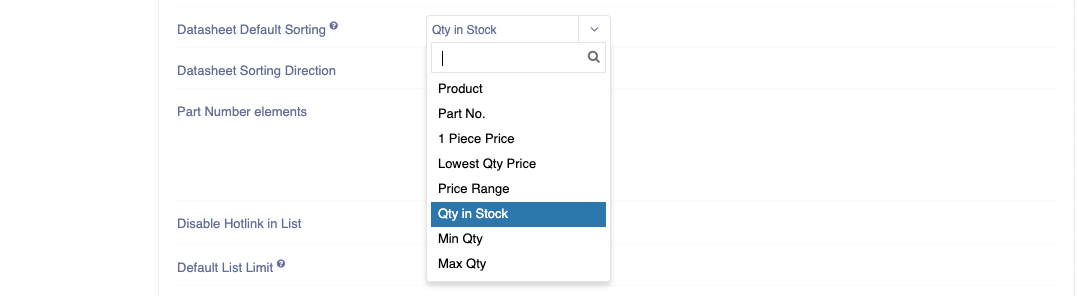 Datasheet Default Sorting ?
Qty in Stock
Product
Datasheet Sorting Direction
Part No.
Part Number elements
1 Piece Price
Lowest Qty Price
Price Range
Qty in Stock
Disable Hotlink in List
Min Qty
Max Qty
Default List Limit ?